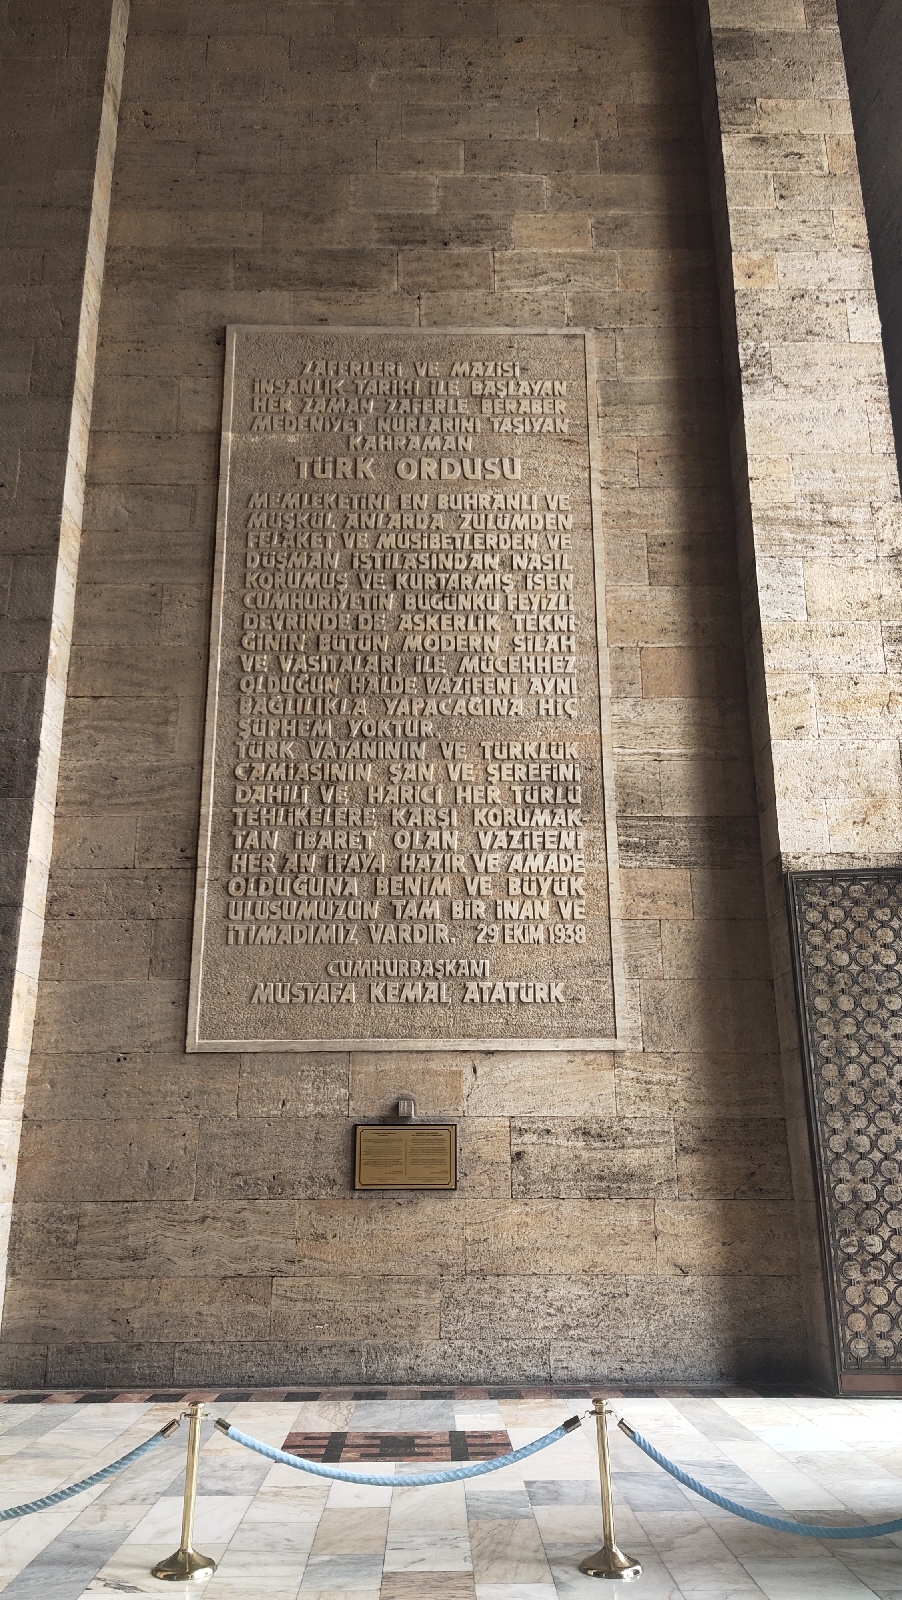 ZAFERLERİ VE MAZİSİ
İNSANLIK TARİHİ İLE BAŞLAYAN
HER ZAMAN ZAFERLE BERABER
MEDENİYET NURLARINI TAŞIYAN
KAHRAMAN
TÜRK ORDUSU
MEMLEKETİNİ EN BUHRANLI VE
MÜŞKÜL ANLARDA ZULÜMDEN
FELAKET VE MUSİBETLERDEN VE
DÜŞMAN İSTİLASINDAN NASIL
KORUMUŞ VE KURTARMIŞ İSEN
CUMHURİYETİN BUGÜNKÜ FEYİZLİ
DEVRİNDE DE ASKERLİK TEKNİ
ĞİNİN BÜTÜN MODERN SİLAH
VE VASITALARI İLE MÜCEHHEZ
OLDUĞUN HALDE VAZİFENİ AYNI
BAĞLILIKLA YAPACAĞINA HİÇ
ŞÜPHEM YOKTUR
TÜRK VATANININ VE TÜRKLÜK
CAMİASININ ŞAN VE ŞEREFİNİ
DAHİLİ VE HARİCİ HER TÜRLÜ
TEHLİKELERE KARŞI KORUMAK
TAN İBARET OLAN VAZİFENİ
HER AN İFAYA HAZIR VE AMADE
OLDUĞUNA BENİM VE BÜYÜK
ULUSUMUZUN TAM BİR İNAN VE
İTİMADIMIZ VARDIR. 29 EKİM 1938
CUMHURBAŞKANI
MUSTAFA KEMAL ATATÜRK